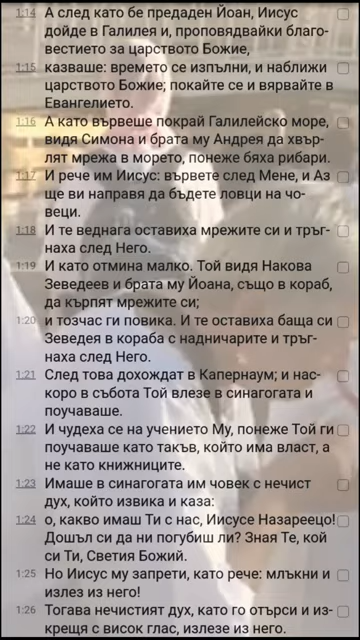 1:14 А след като бе предаден Йоан, Иисус
дойде в Галилея и, проповядвайки благо-
вестието за царството Божие,
1:15 казваше: времето се изпълни, и наближи
царството Божие; покайте се и вярвайте в
Евангелието.
1:16 А като вървеше покрай Галилейско море,
видя Симона и брата му Андрея да хвър-
лят мрежа в морето, понеже бяха рибари.
1:17 И рече им Иисус: вървете след Мене, и Аз
ще ви направя да бъдете ловци на чо-
веци.
1:18 И те веднага оставиха мрежите си и тръг-
наха след Него.
1:19 И като отмина малко. Той видя Накова
Зеведеев и брата му Йоана, също в кораб,
да кърпят мрежите си;
1:20 и тозчас ги повика. И те оставиха баща си
Зеведея в кораба с надничарите и тръг-
наха след Него.
1:21 След това дохождат в Капернаум; и нас-
коро в събота Той влезе в синагогата и
поучаваше.
1:22 И чудеха се на учението Му, понеже Той ги
поучаваше като такъв, който има власт, а
не като книжниците.
1:23 Имаше в синагогата им човек с нечист
дух, който извика и каза:
1:24 о, какво имаш Ти с нас, Иисусе Назареецо!
Дошъл си да ни погубиш ли? Зная Те, кой
си Ти, Светия Божий.
1:25 Но Иисус му запрети, като рече: млъкни и
излез из него!
1:26 Тогава нечистият дух, като го отърси и из-
крещя с висок глас, излезе из него.